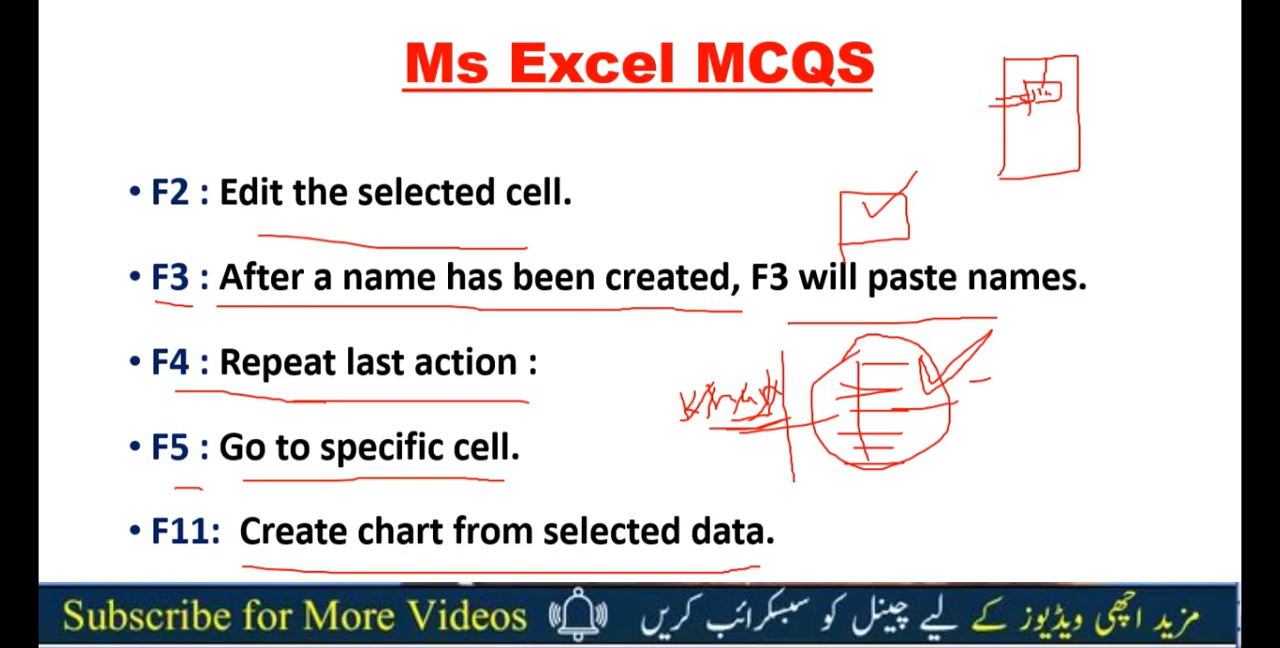 Ms Excel MCQS
• F2 : Edit the selected cell.
• F3 : After a name has been created, F3 will paste names.
• F4 : Repeat last action :
• F5 : Go to specific cell.
• F11: Create chart from selected data.
Subscribe for More Videos مزید اچھی ویڈیوز کے لیے چینل کو سبسکرائب کریں